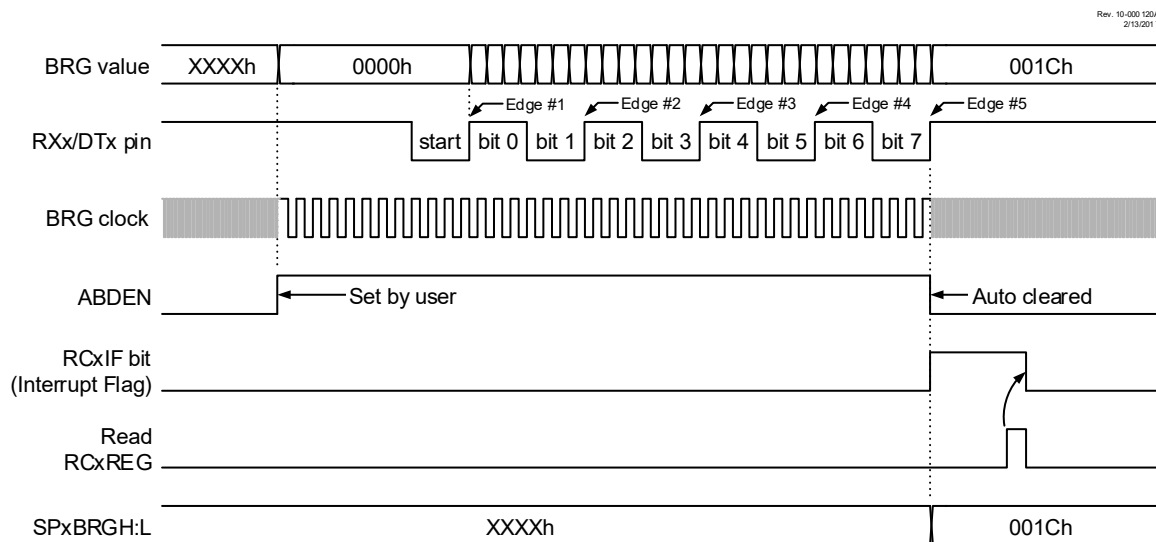 Rev. 10-000 120A
2/13/201
BRG value XXXXh 0000h 001Ch
Edge #1 Edge #2 Edge #3 Edge #4 Edge #5
RXx/DTx pin start bit 0 bit 1 bit 2 bit 3 bit 4 bit 5 bit 6 bit 7
BRG clock
ABDEN Set by user Auto cleared
RCxIF bit
(Interrupt Flag)
Read
RCxREG
SPxBRGH:L XXXXh 001Ch